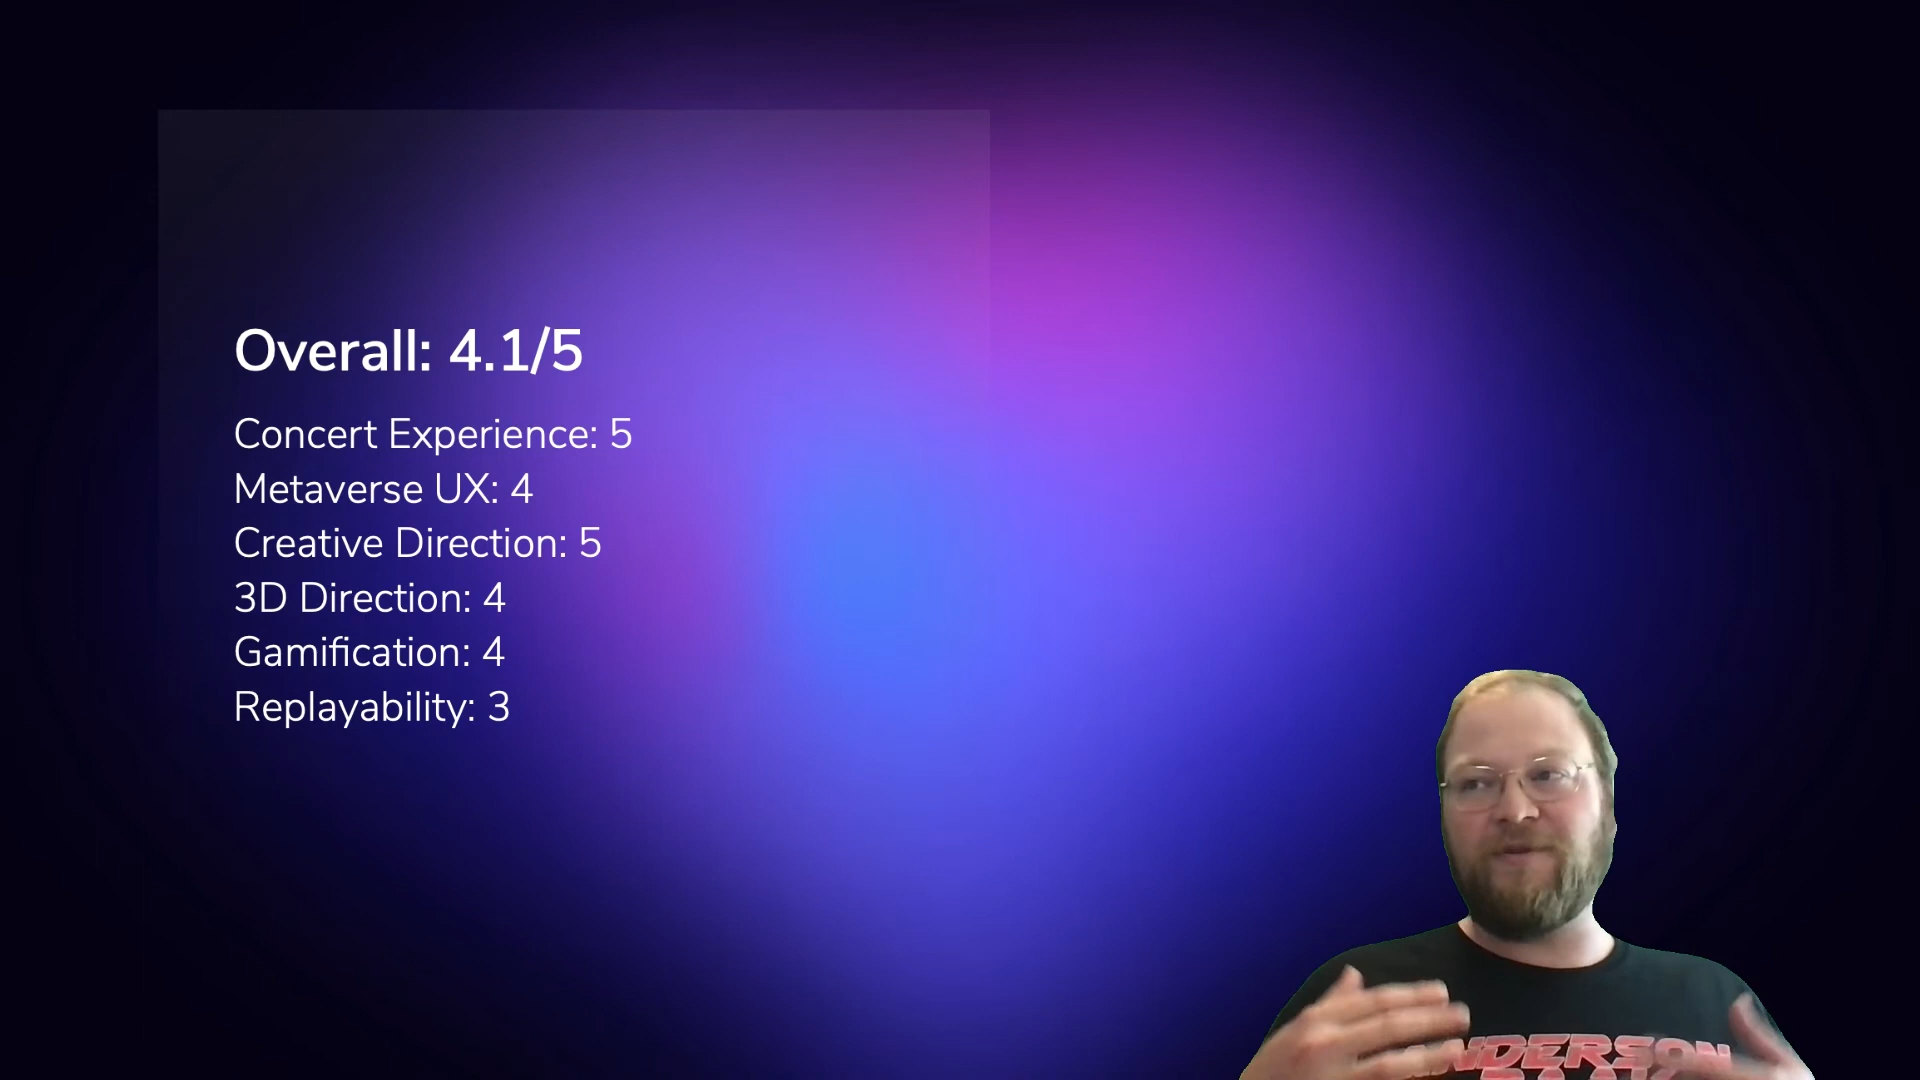 Overall: 4.1/5
Concert Experience: 5
Metaverse UX: 4
Creative Direction: 5
3D Direction: 4
Gamification: 4
Replayability: 3
ANDERSON